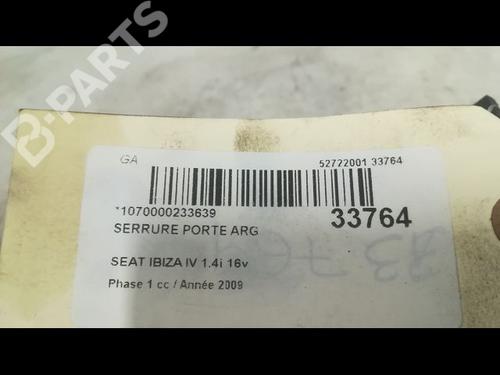 B-PARTS
GA
52722001 33764
*1070000233639
33764
SERRURE PORTE ARG
SEAT IBIZA IV 1.4i 16v
Phase 1 cc / Année 2009